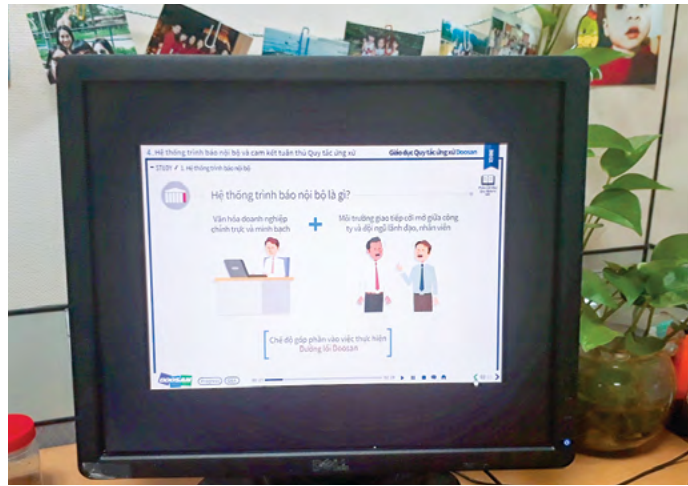 4. Hệ thống trình báo nội bộ và cam kết tuân thủ Quy tắc ứng xử
Giáo dục Quy tắc ứng xử Doosan
STUDY ✓ 1. Hệ thống trình báo nội bộ
Hệ thống trình báo nội bộ là gì?
Văn hóa doanh nghiệp
chính trực và minh bạch
+
Môi trường giao tiếp cởi mở giữa công
ty và đội ngũ lãnh đạo, nhân viên
[Chế độ góp phần vào việc thực hiện
Đường lối Doosan]
DOOSAN
DELL